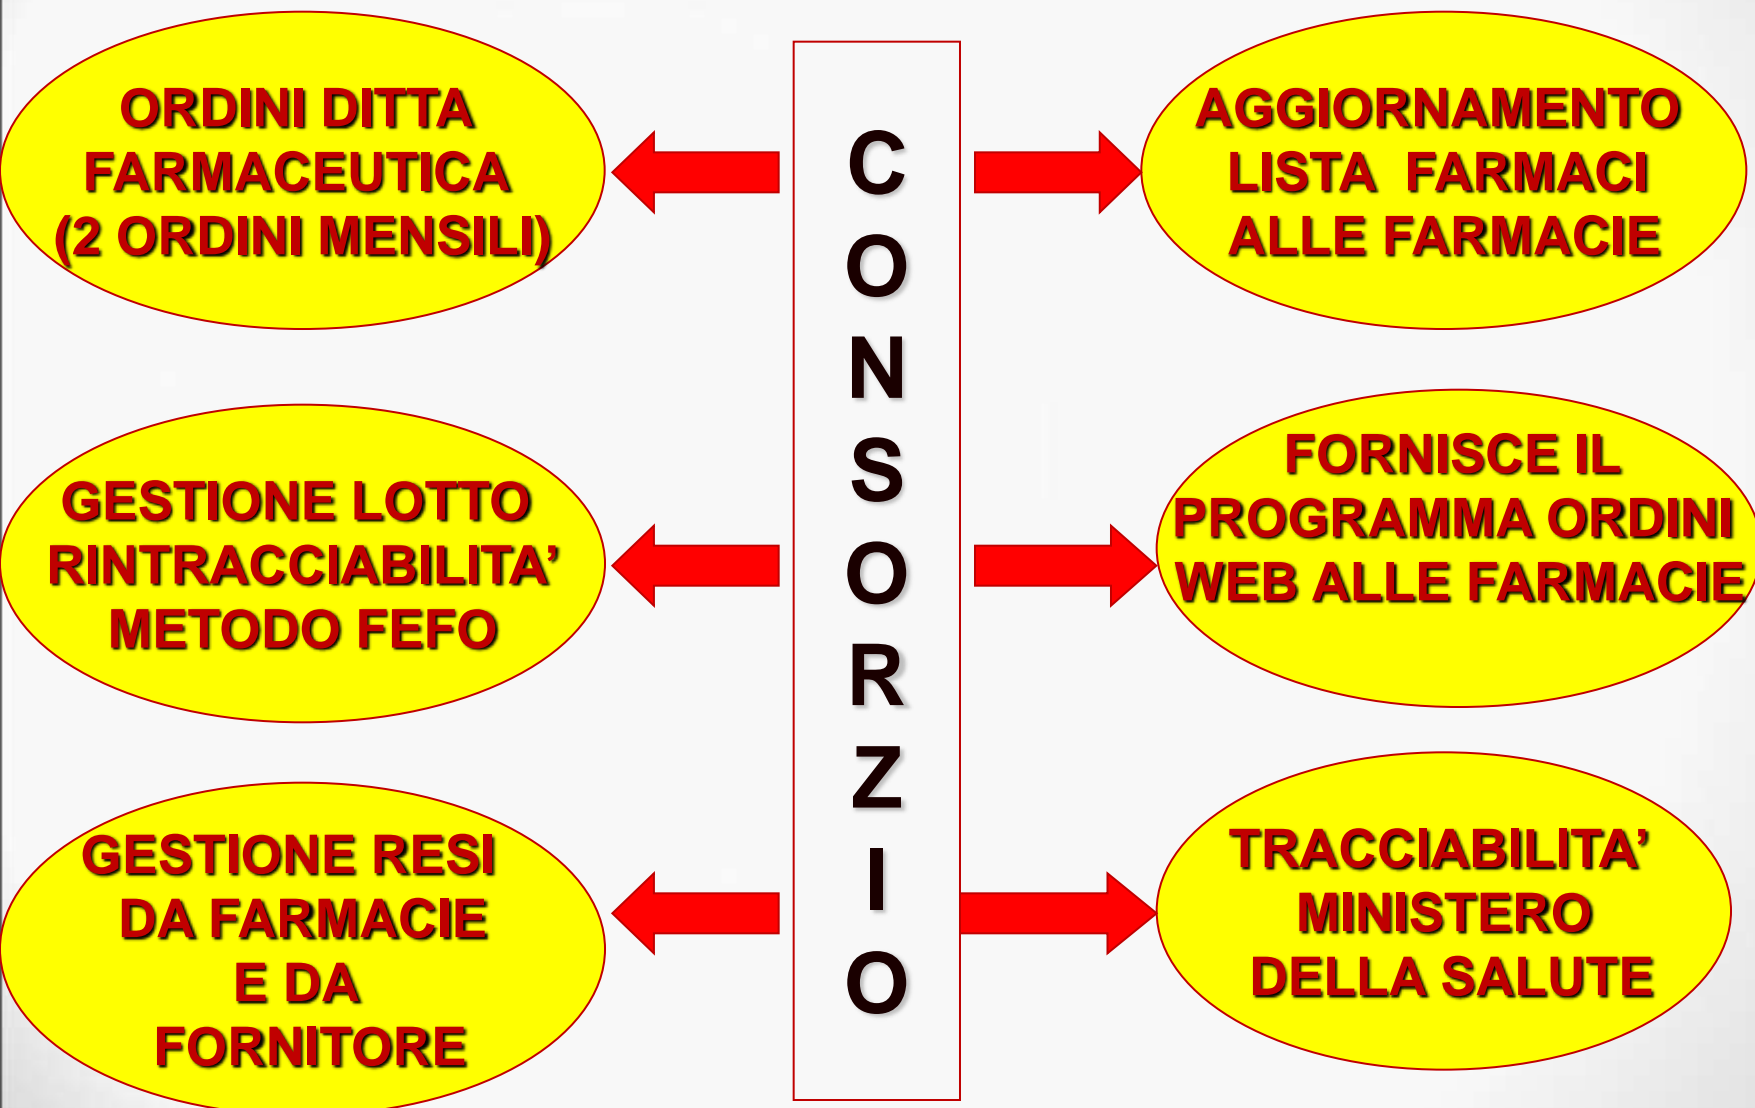 ORDINI DITTA
FARMACEUTICA
(2 ORDINI MENSILI)
GESTIONE LOTTO
RINTRACCIABILITA’
METODO FEFO
GESTIONE RESI
DA FARMACIE
E DA
FORNITORE
C
O
N
S
O
R
Z
I
O
AGGIORNAMENTO
LISTA FARMACI
ALLE FARMACIE
FORNISCE IL
PROGRAMMA ORDINI
WEB ALLE FARMACIE
TRACCIABILITA’
MINISTERO
DELLA SALUTE